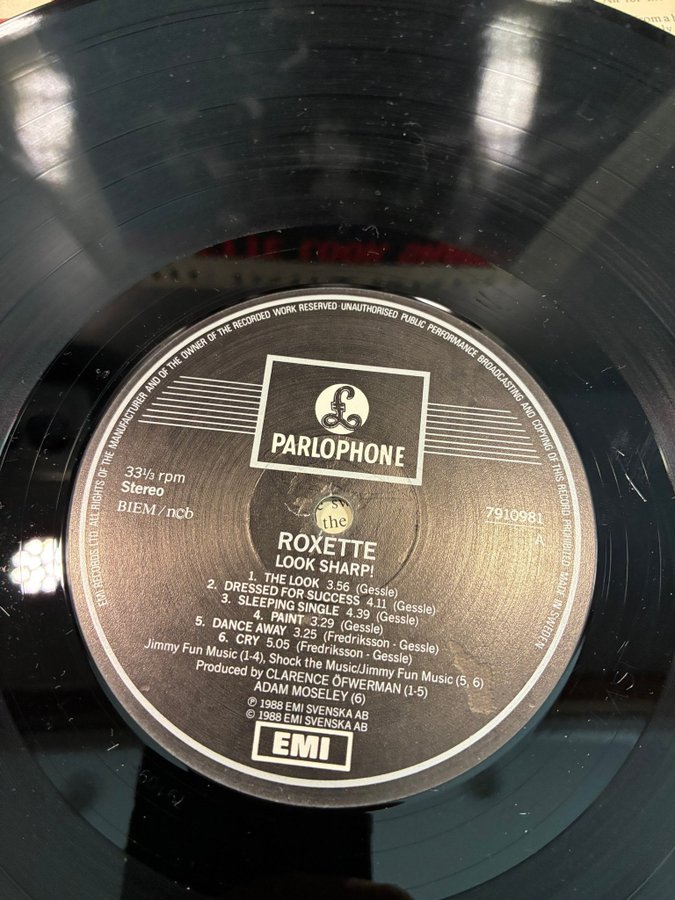 EMI RECORDS LTD. ALL RIGHTS OF THE MANUFACTURER AND OF THE OWNER OF THE RECORDED WORK RESERVED·UNAUTHORISED PUBLIC PERFORMANCE BROADCASTING AND COPYING OF THIS RECORD PROHIBITED. MADE IN SWEDEN
£
PARLOPHONE
33⅓ rpm
Stereo
BIEM/ncb
7910981
A
the
ROXETTE
LOOK SHARP!
1. THE LOOK 3.56 (Gessle)
2. DRESSED FOR SUCCESS 4.11 (Gessle)
3. SLEEPING SINGLE 4.39 (Gessle)
4. PAINT 3.29 (Gessle)
5. DANCE AWAY 3.25 (Fredriksson - Gessle)
6. CRY 5.05 (Fredriksson - Gessle)
Jimmy Fun Music (1-4), Shock the Music/Jimmy Fun Music (5, 6)
Produced by CLARENCE ÖFWERMAN (1-5)
ADAM MOSELEY (6)
℗ 1988 EMI SVENSKA AB
© 1988 EMI SVENSKA AB
EMI